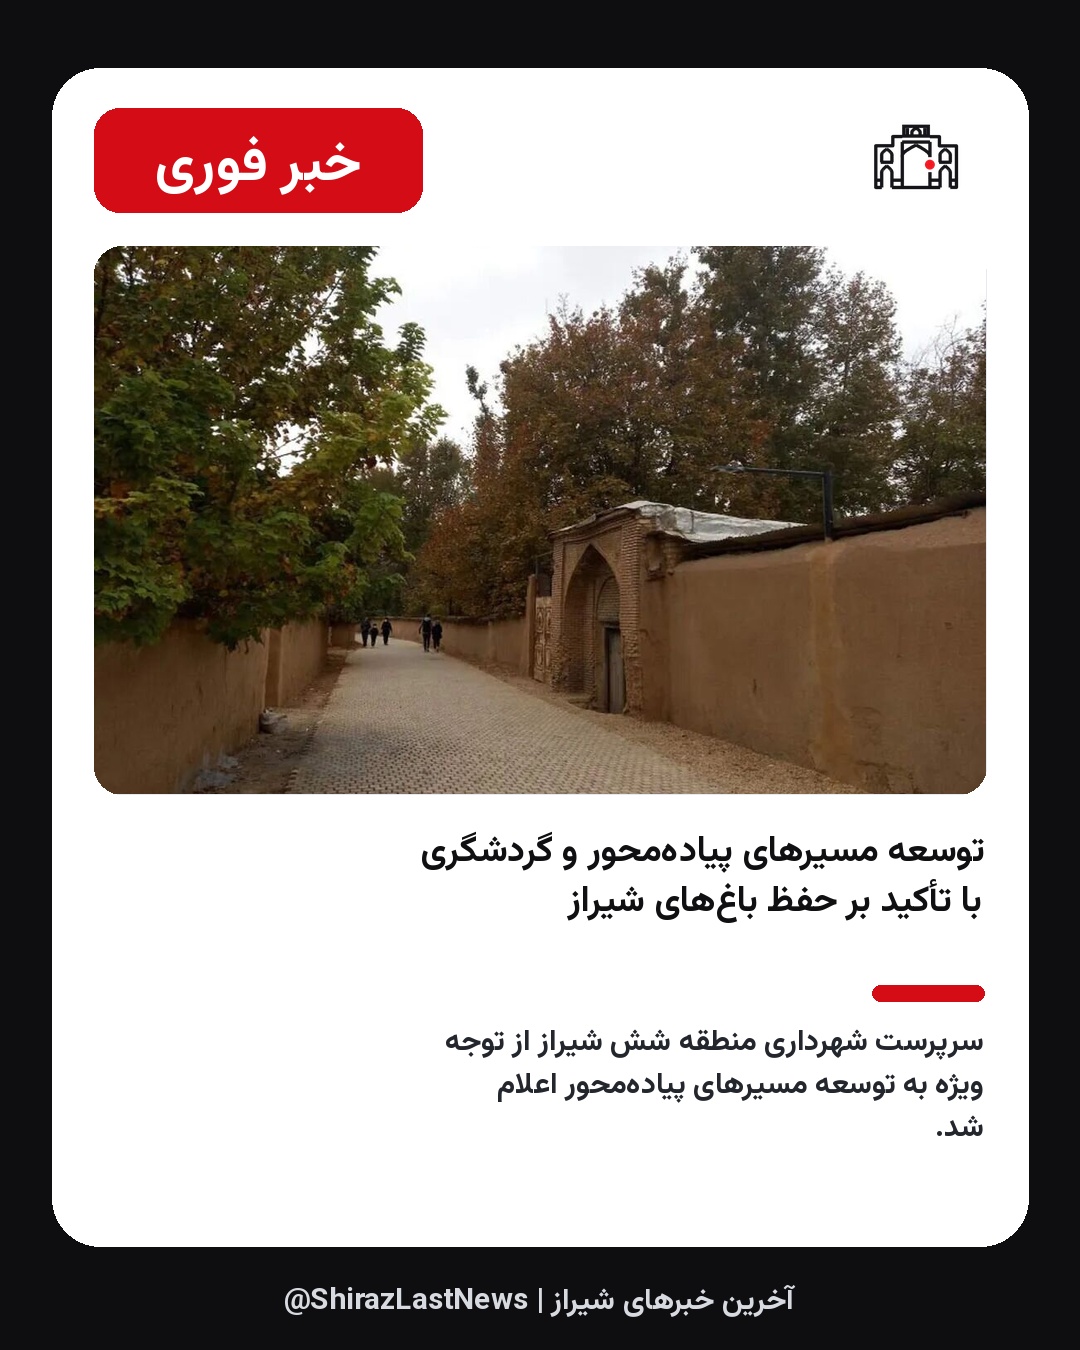 خبر فوری
توسعه مسیرهای پیاده‌محور و گردشگری
با تأکید بر حفظ باغ‌های شیراز
سرپرست شهرداری منطقه شش شیراز از توجه
ویژه به توسعه مسیرهای پیاده‌محور اعلام
شد.
آخرین خبرهای شیراز | @ShirazLastNews